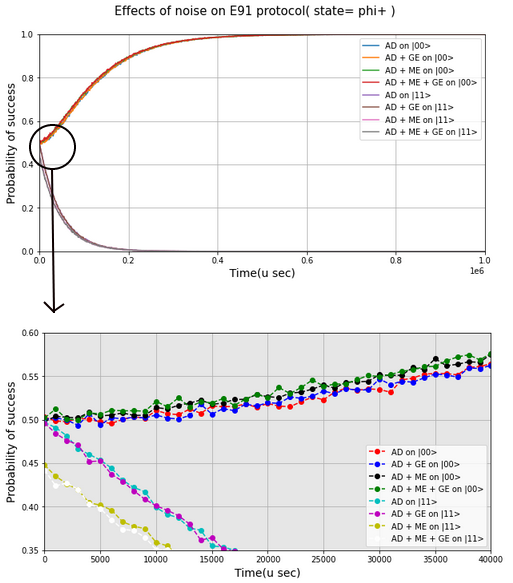 Effects of noise on E91 protocol( state= phi+ )
1.0
0.8
0.6
0.4
0.2
0.0
Probability of success
AD on |00>
AD + GE on |00>
AD + ME on |00>
AD + ME + GE on |00>
AD on |11>
AD + GE on |11>
AD + ME on |11>
AD + ME + GE on |11>
0.0 0.2 0.4 0.6 0.8 1.0
1e6
Time(u sec)
0.60
0.55
0.50
0.45
0.40
0.35
Probability of success
AD on |00>
AD + GE on |00>
AD + ME on |00>
AD + ME + GE on |00>
AD on |11>
AD + GE on |11>
AD + ME on |11>
AD + ME + GE on |11>
0 5000 10000 15000 20000 25000 30000 35000 40000
Time(u sec)